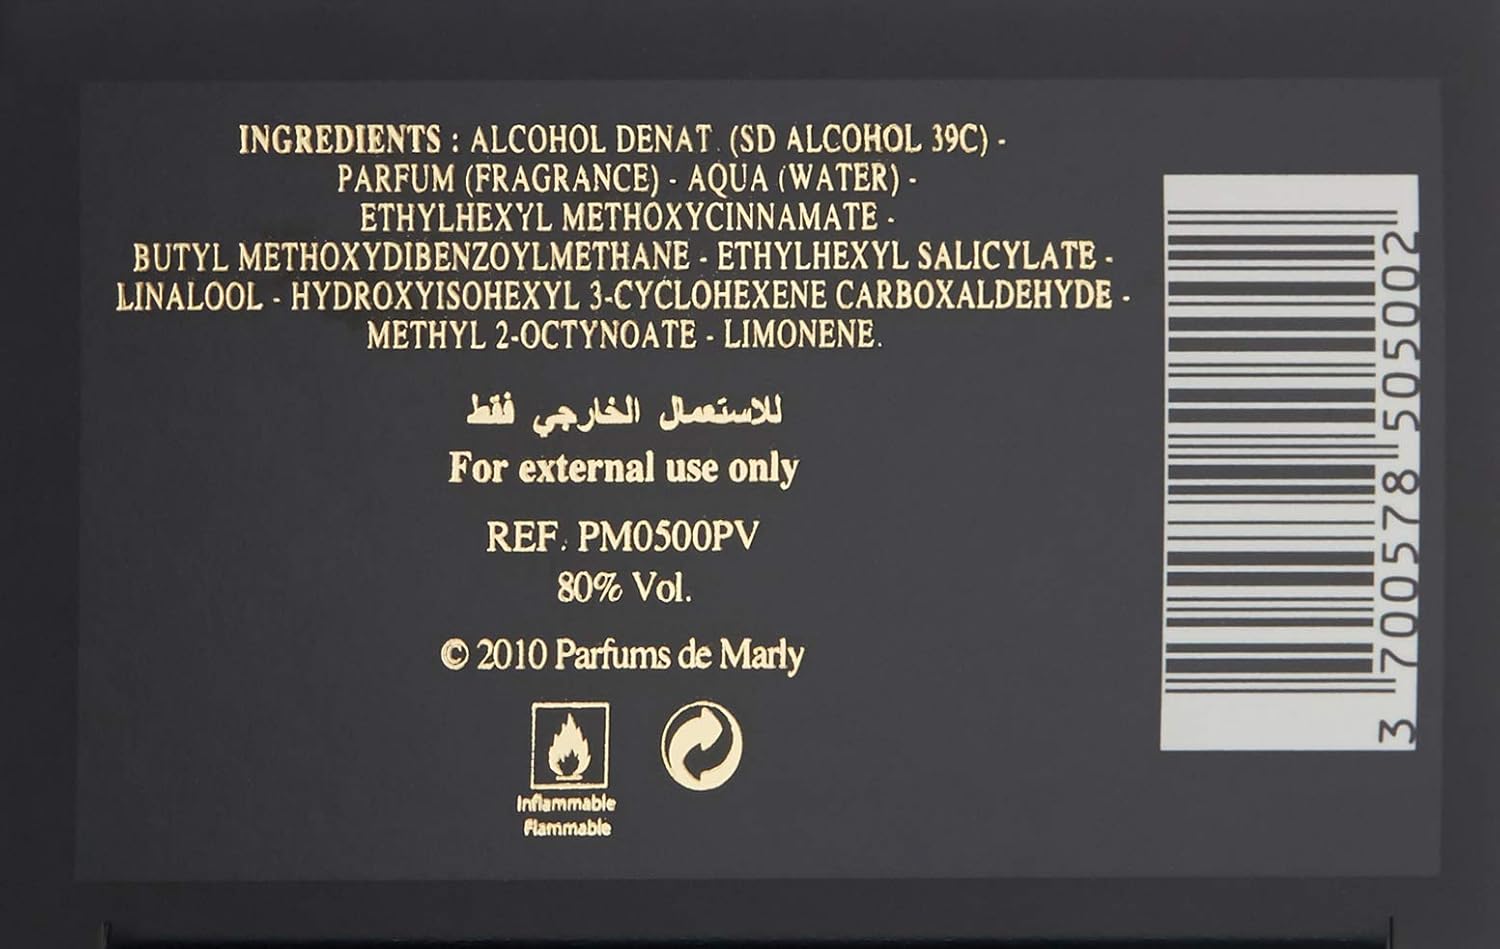 INGREDIENTS : ALCOHOL DENAT. (SD ALCOHOL 39C) -
PARFUM (FRAGRANCE) - AQUA (WATER) -
ETHYLHEXYL METHOXYCINNAMATE -
BUTYL METHOXYDIBENZOYLMETHANE - ETHYLHEXYL SALICYLATE -
LINALOOL - HYDROXYISOHEXYL 3-CYCLOHEXENE CARBOXALDEHYDE -
METHYL 2-OCTYNOATE - LIMONENE.
للاستعمال الخارجي فقط
For external use only
REF. PM0500PV
80% Vol.
© 2010 Parfums de Marly
Inflammable
Flammable
3 700578 505002